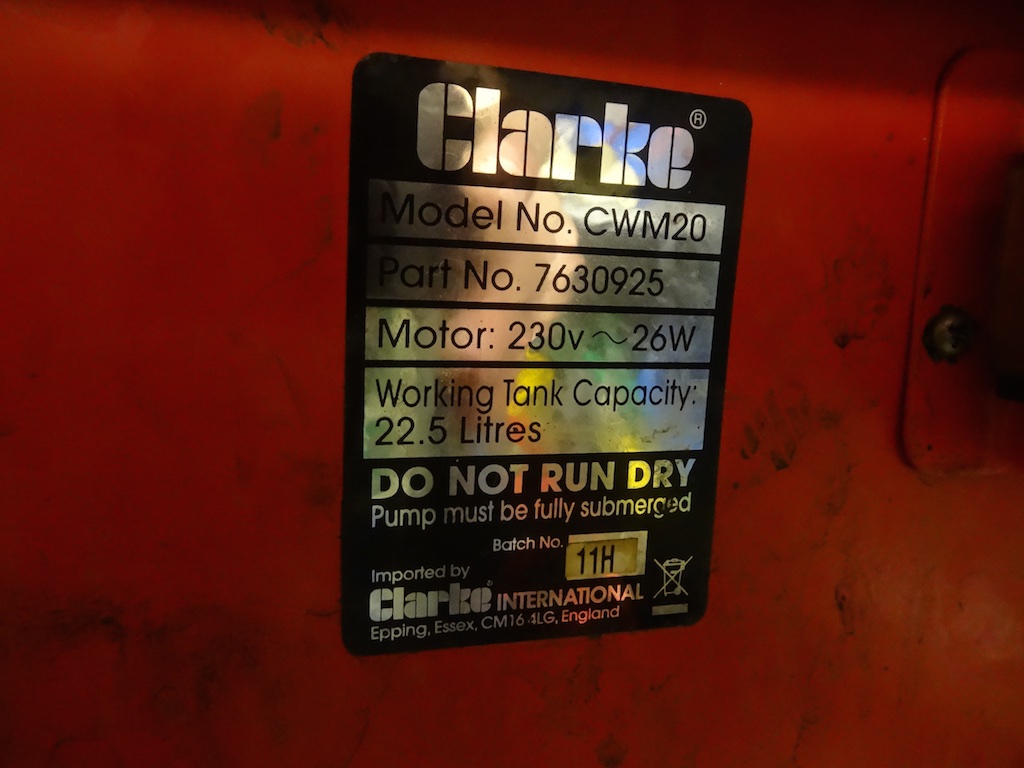 Clarke®
Model No. CWM20
Part No. 7630925
Motor: 230v ~ 26W
Working Tank Capacity:
22.5 Litres
DO NOT RUN DRY
Pump must be fully submerged
Batch No. 11H
Imported by
Clarke® INTERNATIONAL
Epping, Essex, CM16 4LG, England